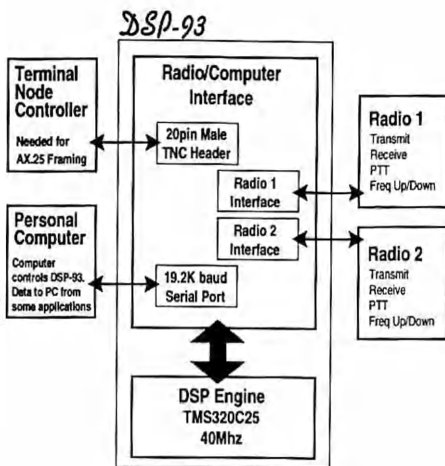 DSP-93
Terminal
Node
Controller
Needed for
AX.25 Framing
Radio/Computer
Interface
20pin Male
TNC Header
Radio 1
Interface
Radio 2
Interface
Personal
Computer
Computer
controls DSP-93.
Data to PC from
some applications
19.2K baud
Serial Port
Radio 1
Transmit
Receive
PTT
Freq Up/Down
Radio 2
Transmit
Receive
PTT
Freq Up/Down
DSP Engine
TMS320C25
40Mhz